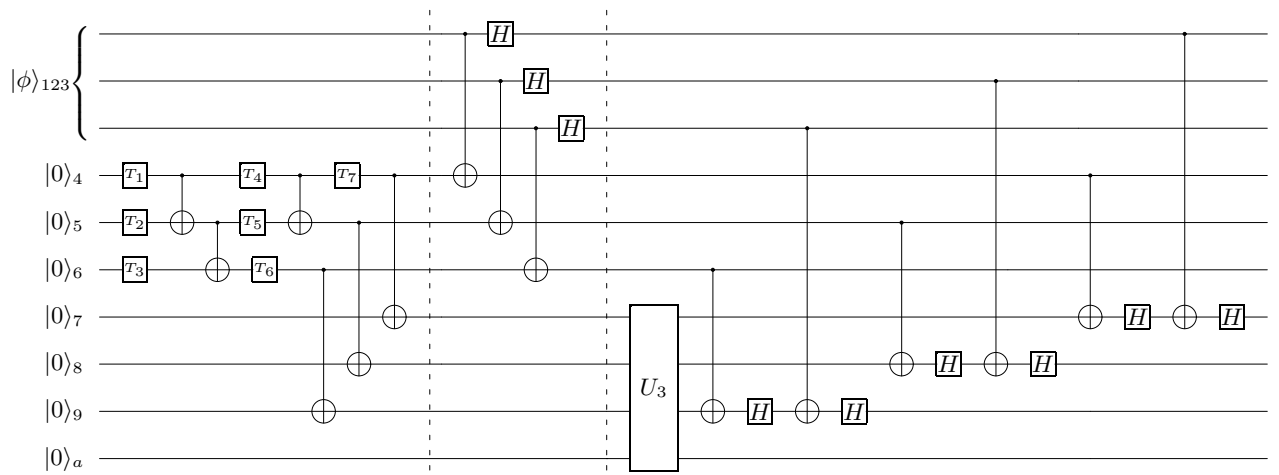 H
|ϕ⟩₁₂₃ H
H
|0⟩₄ T₁ T₄ T₇
|0⟩₅ T₂ T₅
|0⟩₆ T₃ T₆
|0⟩₇ H H
|0⟩₈ U₃ H H
|0⟩₉ H H
|0⟩ₐ